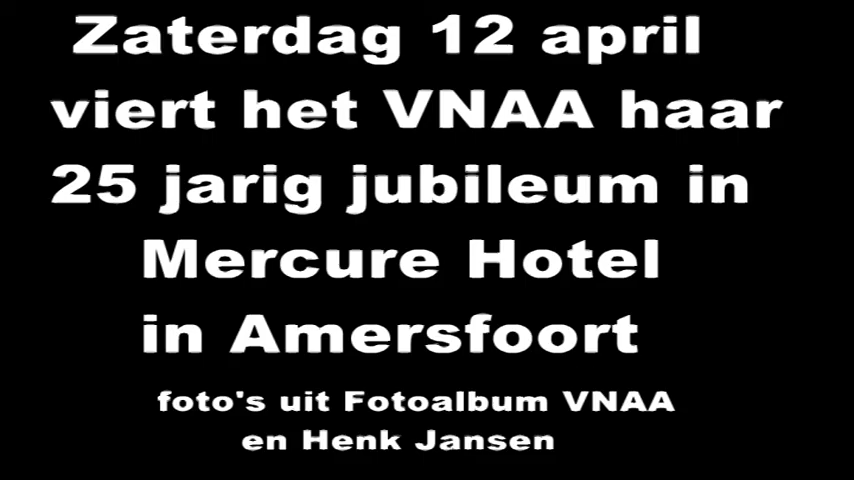 Zaterdag 12 april
viert het VNAA haar
25 jarig jubileum in
Mercure Hotel
in Amersfoort
foto's uit Fotoalbum VNAA
en Henk Jansen